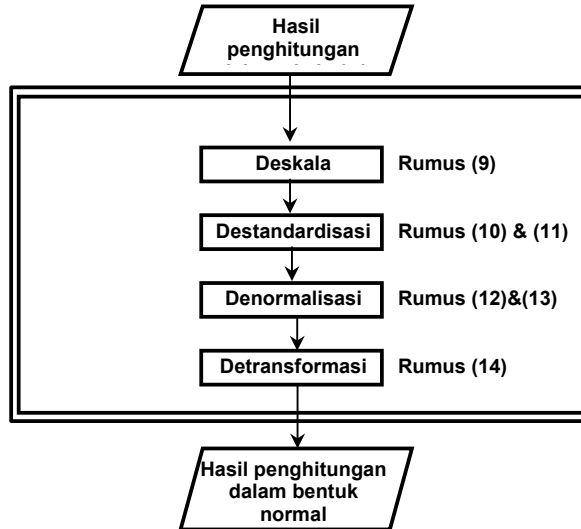 Hasil
penghitungan
Deskala Rumus (9)
Destandardisasi Rumus (10) & (11)
Denormalisasi Rumus (12)&(13)
Detransformasi Rumus (14)
Hasil penghitungan
dalam bentuk
normal